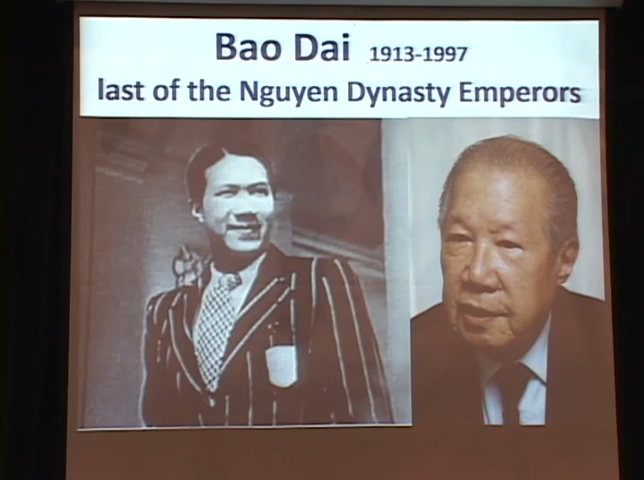 Bao Dai 1913-1997
last of the Nguyen Dynasty Emperors